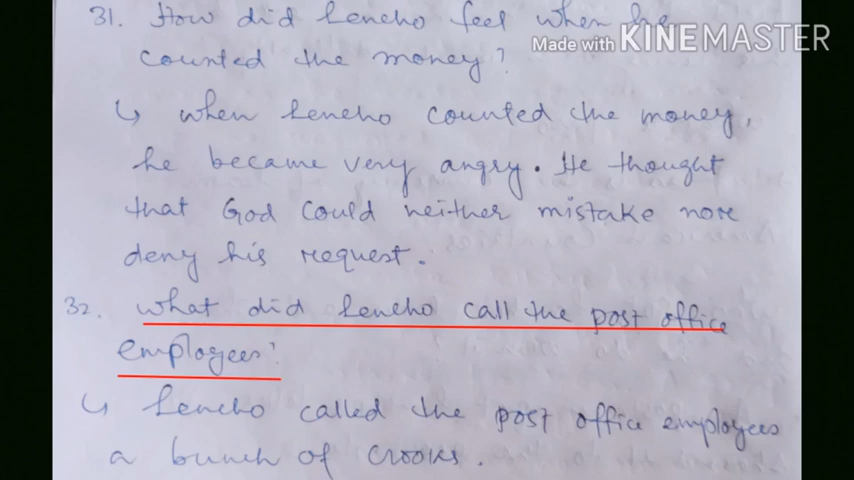 31. How did Lencho feel when he
Made with KINEMASTER
counted the money?
↳ when Lencho counted the money,
he became very angry. He thought
that God could neither mistake nore
deny his request.
32. what did Lencho call the post office
employees?
↳ Lencho called the post office employees
a bunch of crooks.